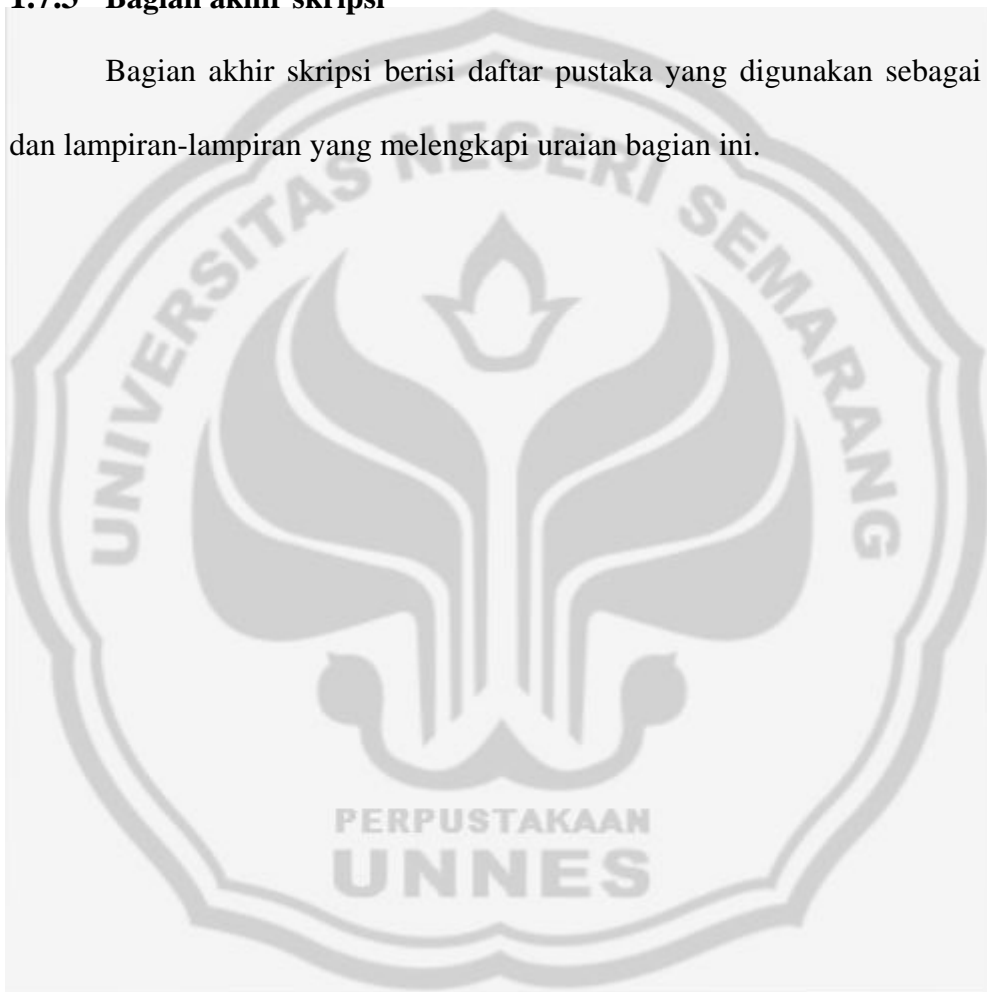 1.7.3 Bagian akhir skripsi
Bagian akhir skripsi berisi daftar pustaka yang digunakan sebagai
dan lampiran-lampiran yang melengkapi uraian bagian ini.
UNIVERSITAS NEGERI SEMARANG
PERPUSTAKAAN
UNNES